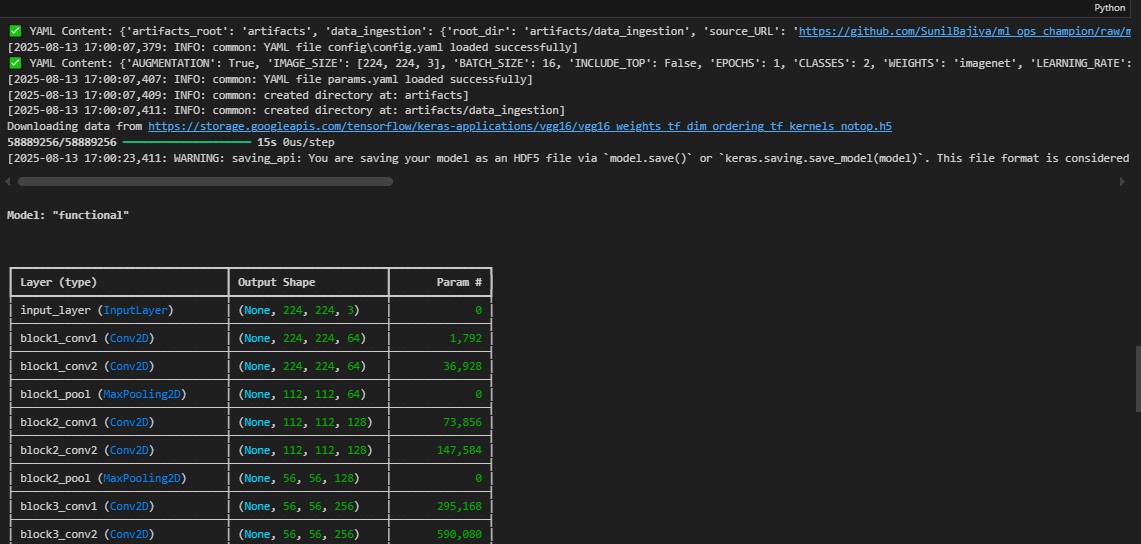 Python
✅ YAML Content: {'artifacts_root': 'artifacts', 'data_ingestion': {'root_dir': 'artifacts/data_ingestion', 'source_URL': 'https://github.com/SunilBajiya/ml_ops_champion/raw/m
[2025-08-13 17:00:07,379: INFO: common: YAML file config\config.yaml loaded successfully]
✅ YAML Content: {'AUGMENTATION': True, 'IMAGE_SIZE': [224, 224, 3], 'BATCH_SIZE': 16, 'INCLUDE_TOP': False, 'EPOCHS': 1, 'CLASSES': 2, 'WEIGHTS': 'imagenet', 'LEARNING_RATE':
[2025-08-13 17:00:07,407: INFO: common: YAML file params.yaml loaded successfully]
[2025-08-13 17:00:07,409: INFO: common: created directory at: artifacts]
[2025-08-13 17:00:07,411: INFO: common: created directory at: artifacts/data_ingestion]
Downloading data from https://storage.googleapis.com/tensorflow/keras-applications/vgg16/vgg16_weights_tf_dim_ordering_tf_kernels_notop.h5
58889256/58889256 ━━━━━━━━━━━━━━━━━━━━ 15s 0us/step
[2025-08-13 17:00:23,411: WARNING: saving_api: You are saving your model as an HDF5 file via `model.save()` or `keras.saving.save_model(model)`. This file format is considered
Model: "functional"
Layer (type) Output Shape Param #
input_layer (InputLayer) (None, 224, 224, 3) 0
block1_conv1 (Conv2D) (None, 224, 224, 64) 1,792
block1_conv2 (Conv2D) (None, 224, 224, 64) 36,928
block1_pool (MaxPooling2D) (None, 112, 112, 64) 0
block2_conv1 (Conv2D) (None, 112, 112, 128) 73,856
block2_conv2 (Conv2D) (None, 112, 112, 128) 147,584
block2_pool (MaxPooling2D) (None, 56, 56, 128) 0
block3_conv1 (Conv2D) (None, 56, 56, 256) 295,168
block3_conv2 (Conv2D) (None, 56, 56, 256) 590,080